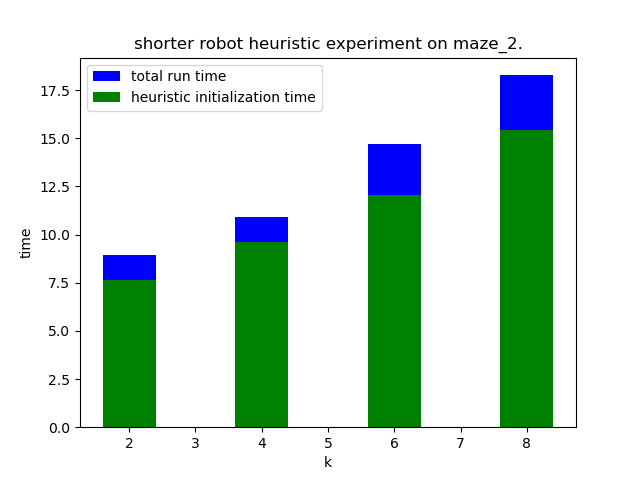 shorter robot heuristic experiment on maze_2.
total run time
heuristic initialization time
17.5
15.0
12.5
10.0
7.5
5.0
2.5
0.0
time
2 3 4 5 6 7 8
k